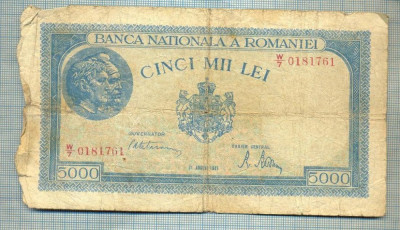 BANCA NATIONALA A ROMANIEI
CINCI MII LEI
W/7 0181761
GUVERNATOR
CASIER CENTRAL
W/7 0181761
5000
5000